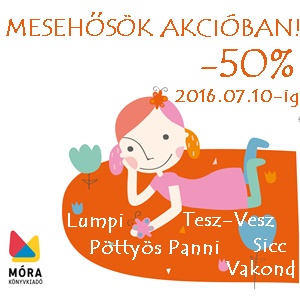 MESEHŐSÖK AKCIÓBAN!
-50%
2016.07.10-ig
Lumpi
Tesz-Vesz
Pöttyös Panni
Sicc
Vakond
MÓRA
KÖNYVKIADÓ